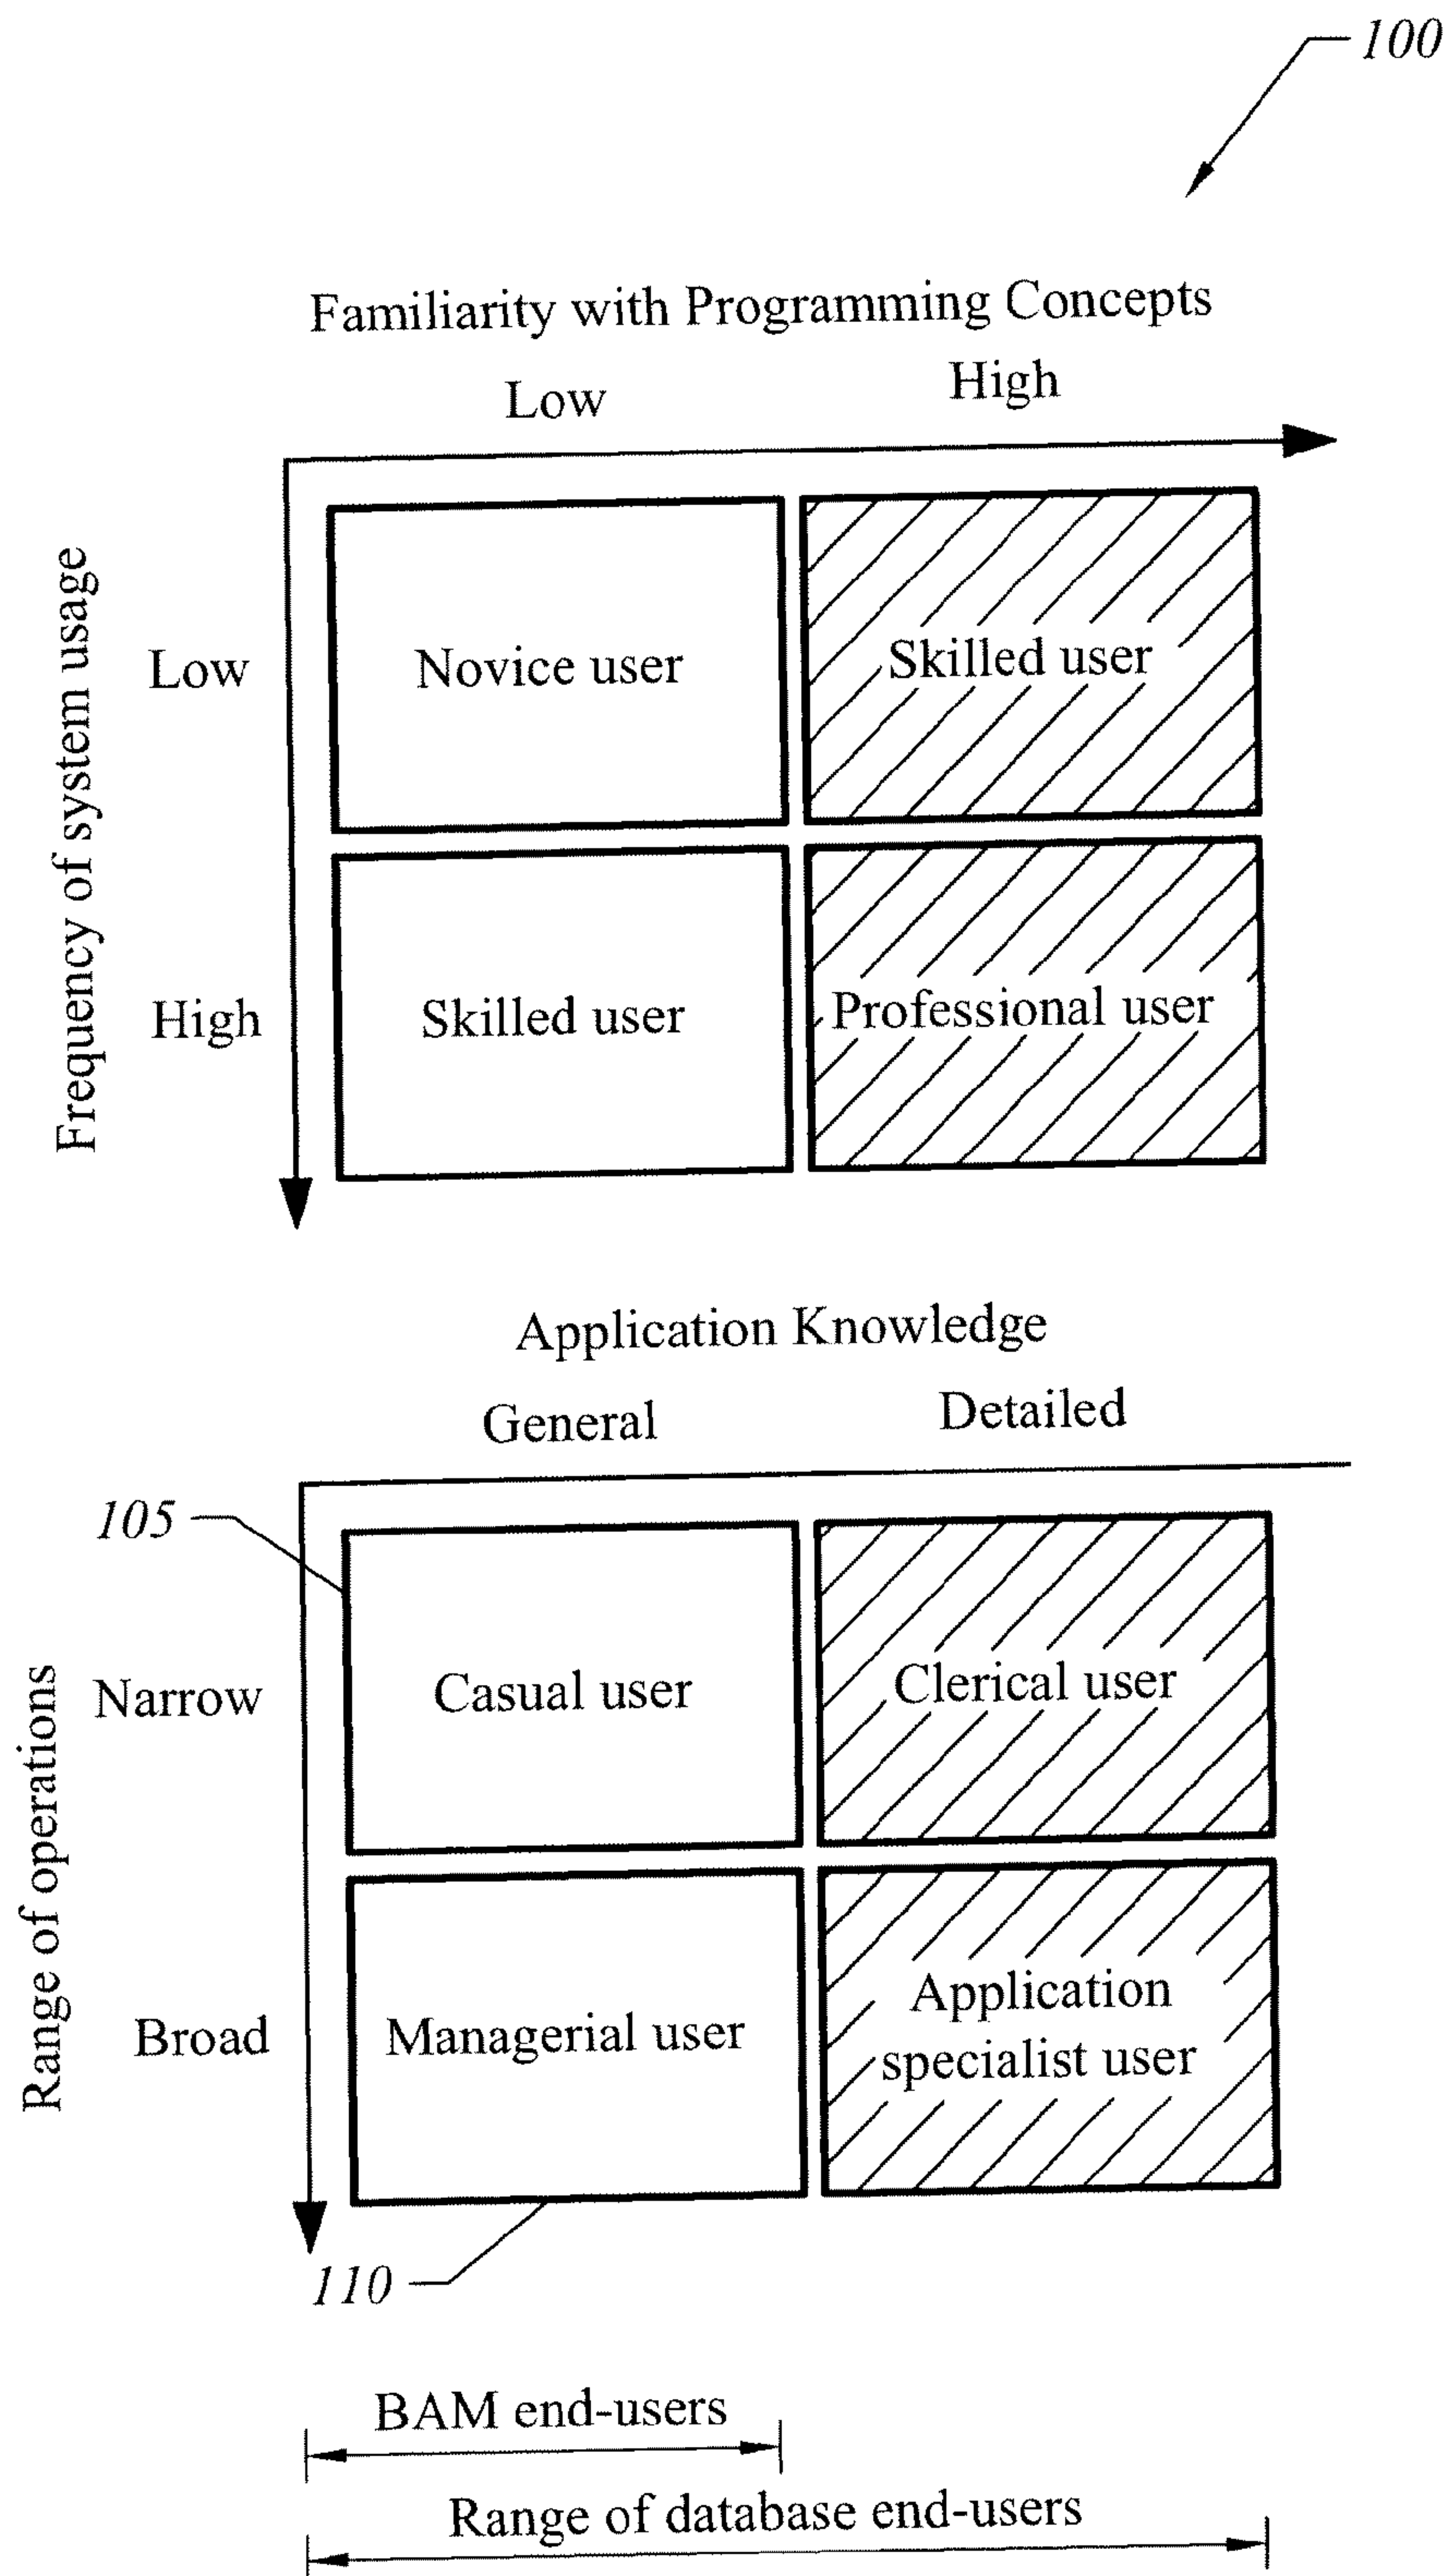 100
Familiarity with Programming Concepts
Low High
Frequency of system usage
Low
Novice user
Skilled user
High
Skilled user
Professional user
Application Knowledge
General Detailed
105
Range of operations
Narrow
Casual user
Clerical user
Broad
Managerial user
Application
specialist user
110
BAM end-users
Range of database end-users